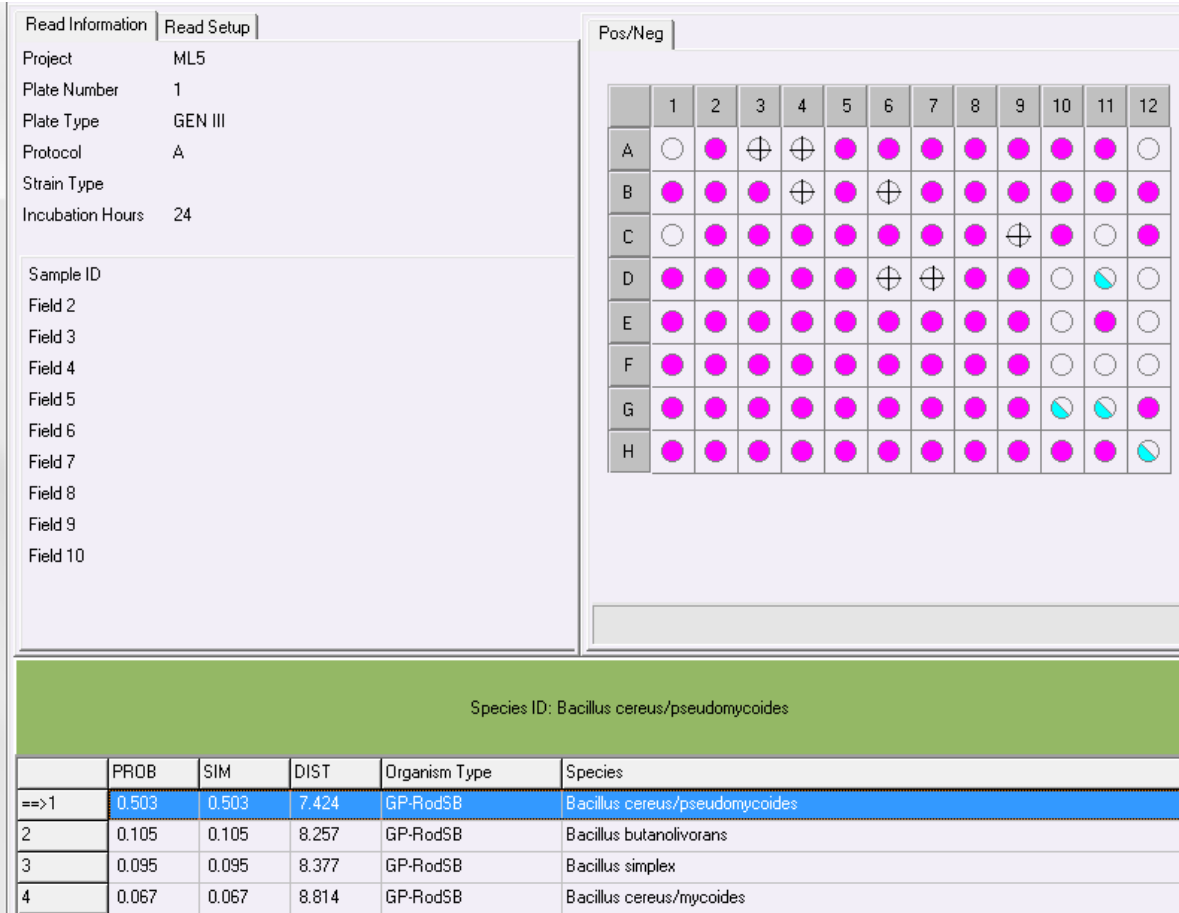 Read Information Read Setup
Project ML5
Plate Number 1
Plate Type GEN III
Protocol A
Strain Type
Incubation Hours 24
Sample ID
Field 2
Field 3
Field 4
Field 5
Field 6
Field 7
Field 8
Field 9
Field 10
Pos/Neg
1 2 3 4 5 6 7 8 9 10 11 12
A
B
C
D
E
F
G
H
Species ID: Bacillus cereus/pseudomycoides
PROB SIM DIST Organism Type Species
==>1 0.503 0.503 7.424 GP-RodSB Bacillus cereus/pseudomycoides
2 0.105 0.105 8.257 GP-RodSB Bacillus butanolivorans
3 0.095 0.095 8.377 GP-RodSB Bacillus simplex
4 0.067 0.067 8.814 GP-RodSB Bacillus cereus/mycoides